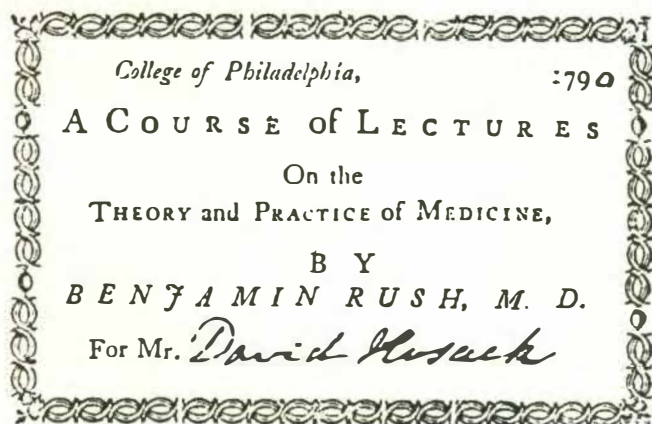 College of Philadelphia, 1790
A COURSE of LECTURES
On the
THEORY and PRACTICE of MEDICINE,
BY
BENJAMIN RUSH, M. D.
For Mr. David Hosack